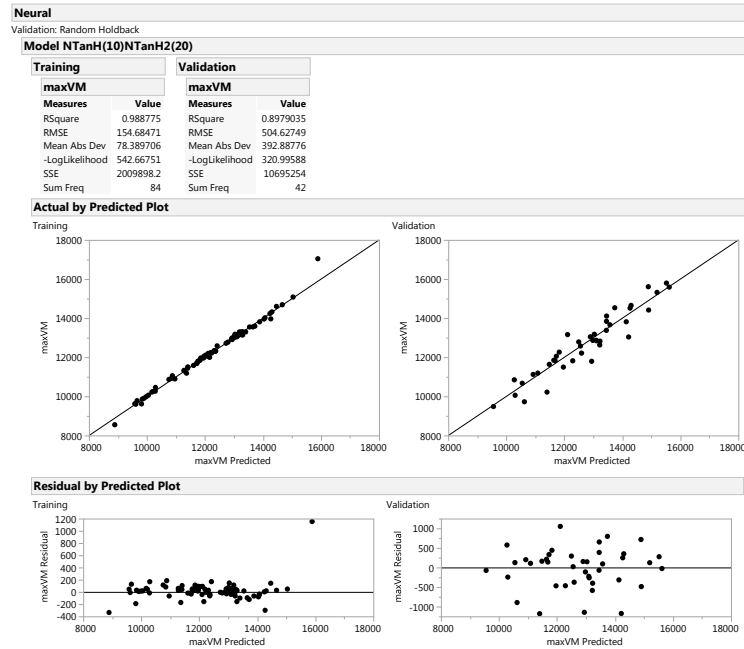 Neural
Validation: Random Holdback
Model NTanH(10)NTanH2(20)
Training Validation
maxVM maxVM
Measures Value Measures Value
RSquare 0.988775 RSquare 0.8979035
RMSE 154.68471 RMSE 504.62749
Mean Abs Dev 78.389706 Mean Abs Dev 392.88776
-LogLikelihood 542.66751 -LogLikelihood 320.99588
SSE 2009898.2 SSE 10695254
Sum Freq 84 Sum Freq 42
Actual by Predicted Plot
Training Validation
18000 18000
16000 16000
14000 14000
12000 12000
10000 10000
8000 8000
maxVM maxVM
8000 10000 12000 14000 16000 18000 8000 10000 12000 14000 16000 18000
maxVM Predicted maxVM Predicted
Residual by Predicted Plot
Training Validation
1200
1000 1000
800
600 500
400
200
0 0
-200 -500
-400 -1000
maxVM Residual maxVM Residual
8000 10000 12000 14000 16000 18000 8000 10000 12000 14000 16000 18000
maxVM Predicted maxVM Predicted